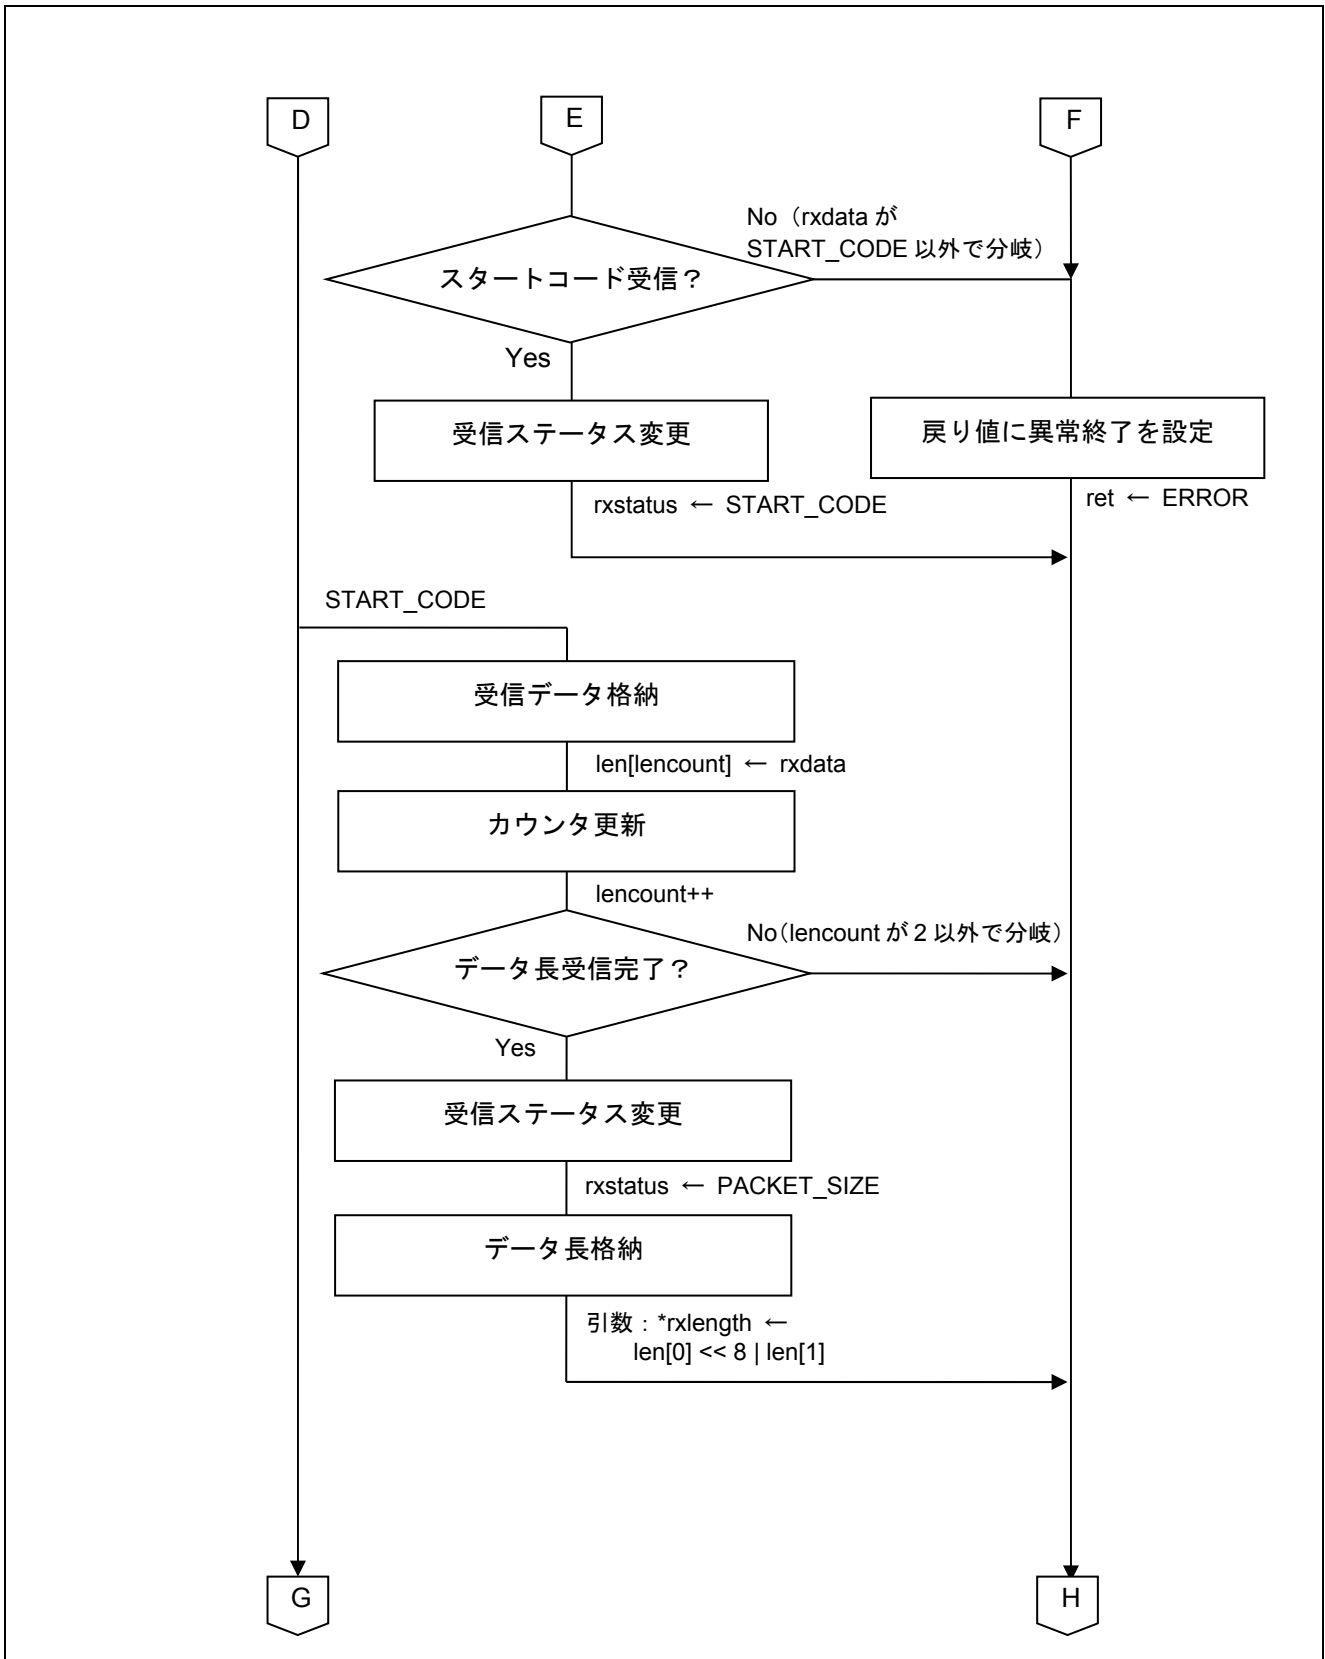 D
E
F
No（rxdata が
START_CODE 以外で分岐）
スタートコード受信？
Yes
受信ステータス変更
戻り値に異常終了を設定
rxstatus ← START_CODE
ret ← ERROR
START_CODE
受信データ格納
len[lencount] ← rxdata
カウンタ更新
lencount++
No（lencount が 2 以外で分岐）
データ長受信完了？
Yes
受信ステータス変更
rxstatus ← PACKET_SIZE
データ長格納
引数：*rxlength ←
len[0] << 8 | len[1]
G
H